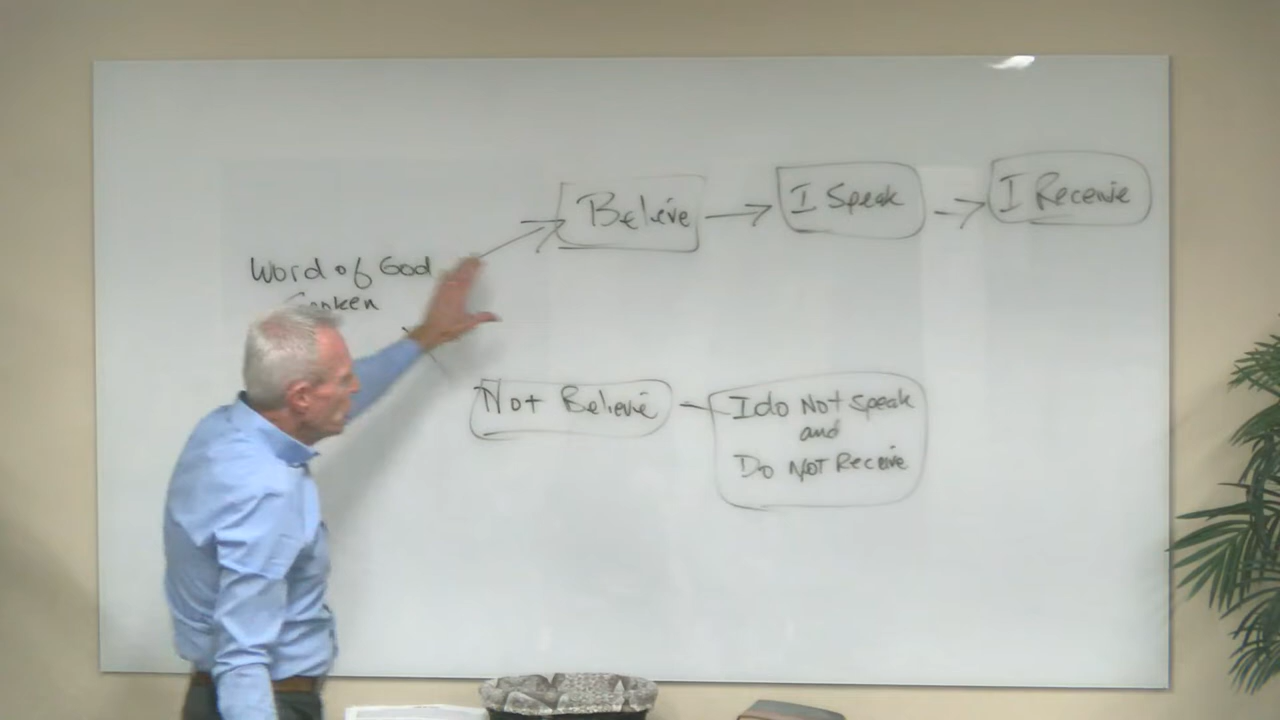 Word of God
Believe
I Speak
I Receive
Not Believe
I do Not Speak
and
Do NOT Receive